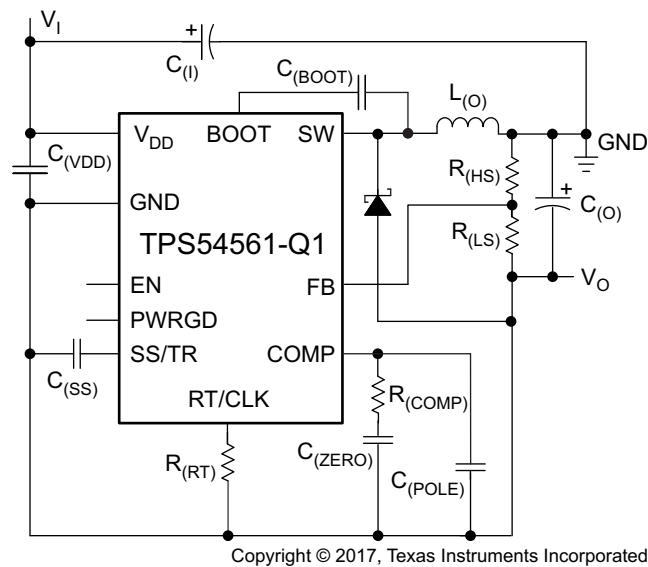 V_I
C_(I)
C_(BOOT)
L_(O)
V_DD
BOOT
SW
GND
C_(VDD)
R_(HS)
GND
C_(O)
TPS54561-Q1
R_(LS)
EN
FB
V_O
PWRGD
SS/TR
COMP
C_(SS)
RT/CLK
R_(COMP)
R_(RT)
C_(ZERO)
C_(POLE)
Copyright © 2017, Texas Instruments Incorporated